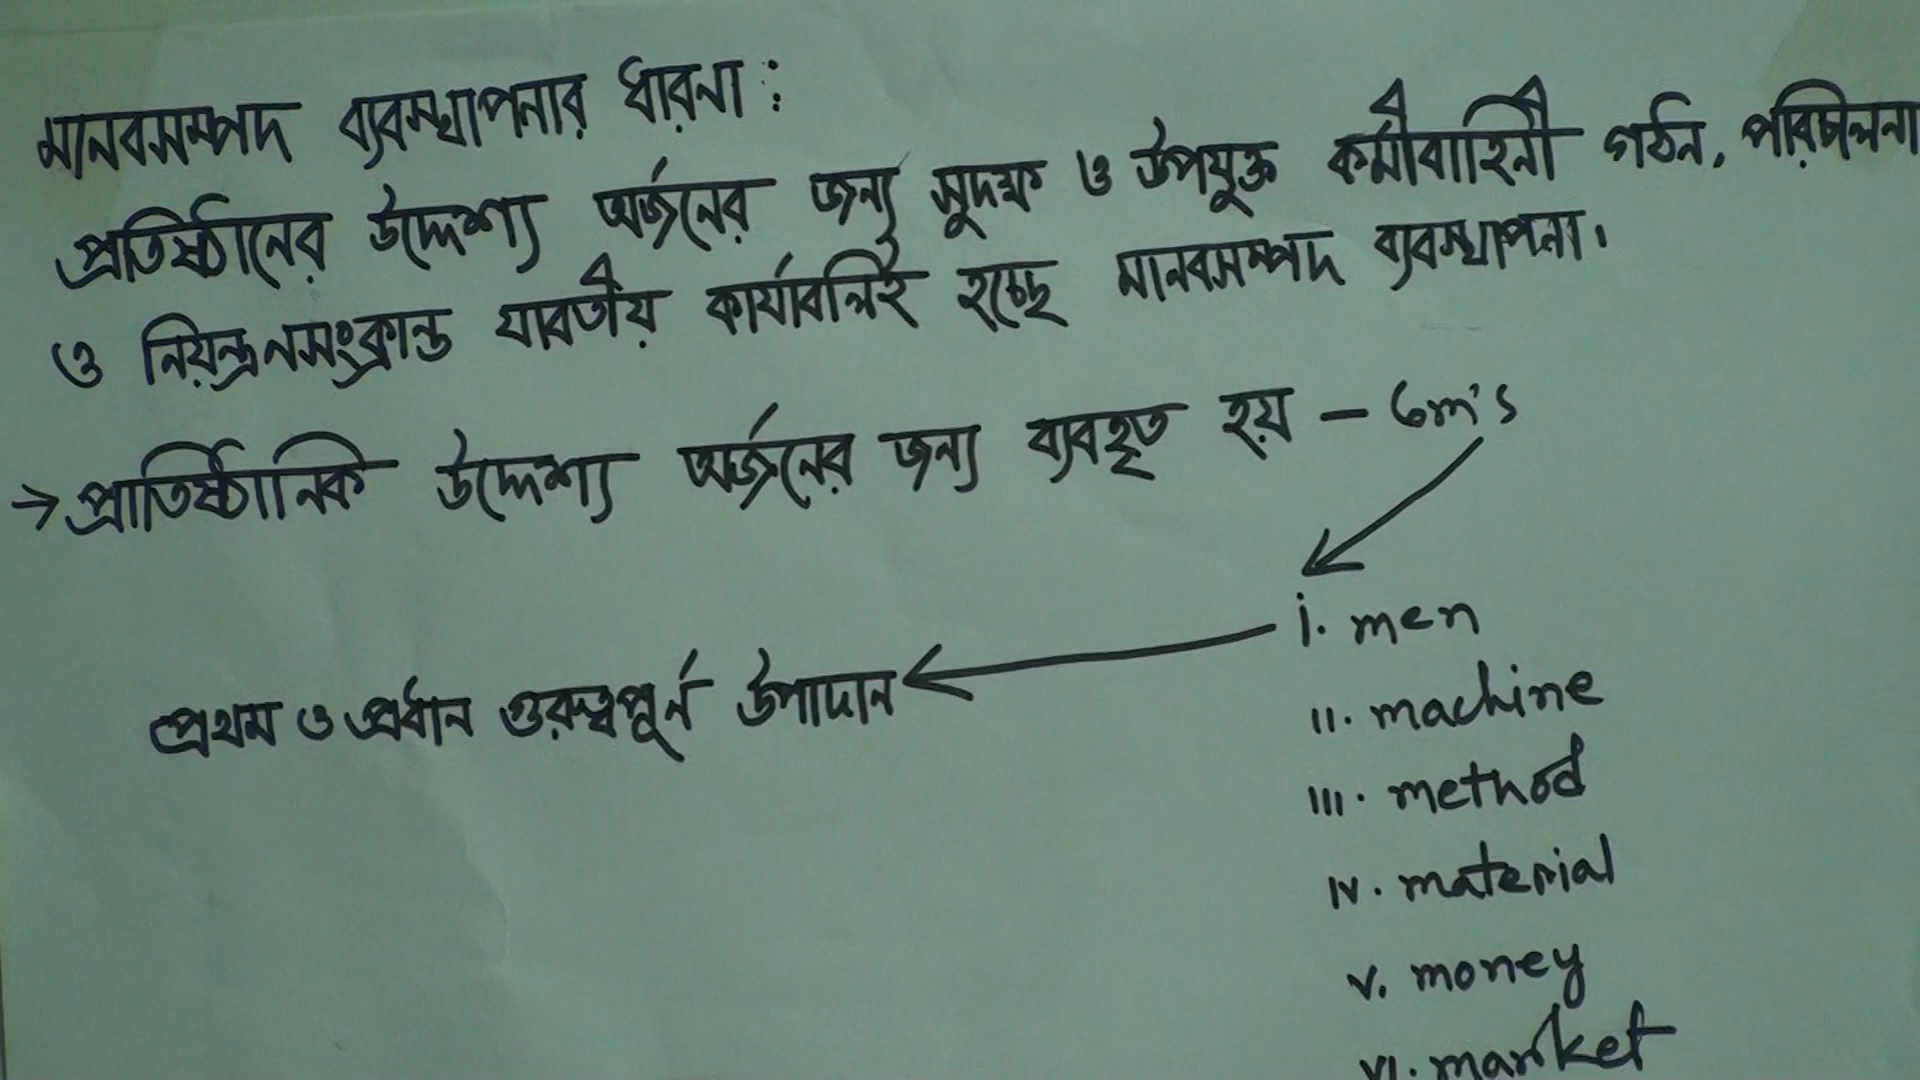 মানবসম্পদ ব্যবস্থাপনার ধারনা :
প্রতিষ্ঠানের উদ্দেশ্য অর্জনের জন্য সুদক্ষ ও উপযুক্ত কর্মীবাহিনী গঠন, পরিচালনা
ও নিয়ন্ত্রনসংক্রান্ত যাবতীয় কার্যাবলিই হচ্ছে মানবসম্পদ ব্যবস্থাপনা।
→ প্রাতিষ্ঠানিক উদ্দেশ্য অর্জনের জন্য ব্যবহৃত হয় – 6m's
i. men
প্রথম ও প্রধান গুরুত্বপূর্ন উপাদান
ii. machine
iii. method
iv. material
v. money
vi. market